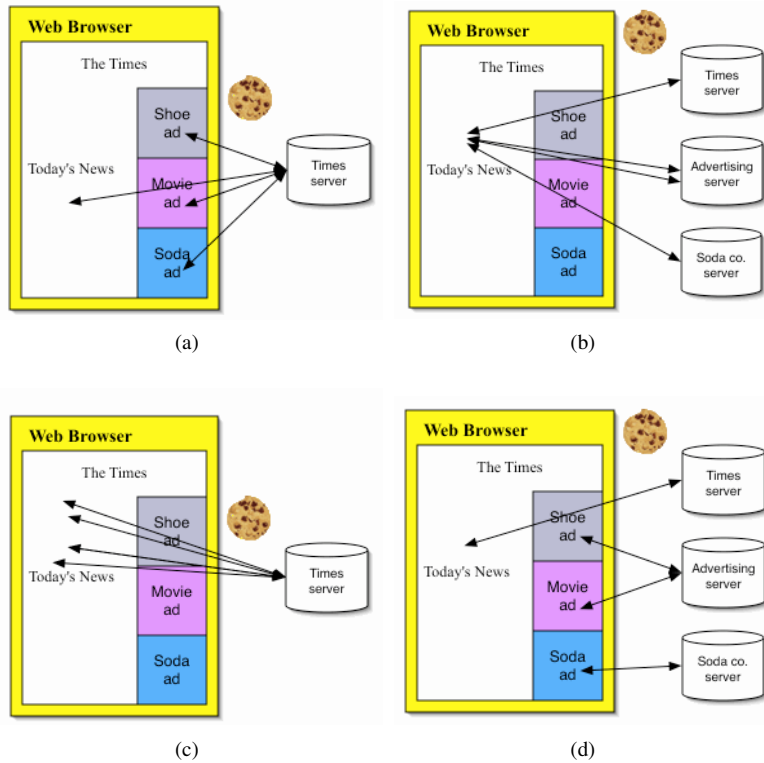 Web Browser
The Times
Shoe
ad
Today's News
Movie
ad
Soda
ad
Times
server
(a)
Web Browser
The Times
Shoe
ad
Today's News
Movie
ad
Soda
ad
Times
server
Advertising
server
Soda co.
server
(b)
Web Browser
The Times
Shoe
ad
Today's News
Movie
ad
Soda
ad
Times
server
(c)
Web Browser
The Times
Shoe
ad
Today's News
Movie
ad
Soda
ad
Times
server
Advertising
server
Soda co.
server
(d)